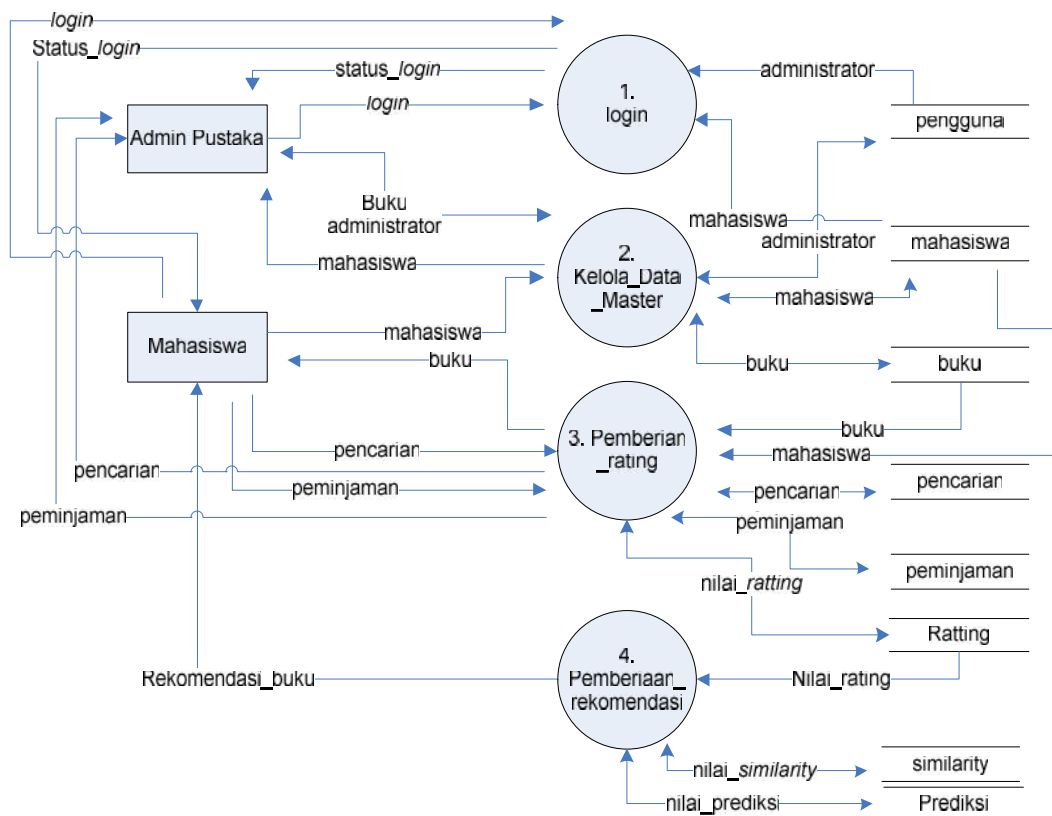 login
Status_login
status_login
administrator
1.
login
login
Admin Pustaka
pengguna
Buku
administrator
mahasiswa
administrator
mahasiswa
mahasiswa
2.
Kelola_Data
_Master
mahasiswa
mahasiswa
Mahasiswa
buku
buku
buku
buku
3. Pemberian
_rating
pencarian
mahasiswa
pencarian
peminjaman
pencarian
pencarian
peminjaman
peminjaman
peminjaman
nilai_ratting
Ratting
4.
Pemberiaan_
rekomendasi
Rekomendasi_buku
Nilai_rating
nilai_similarity
similarity
nilai_prediksi
Prediksi